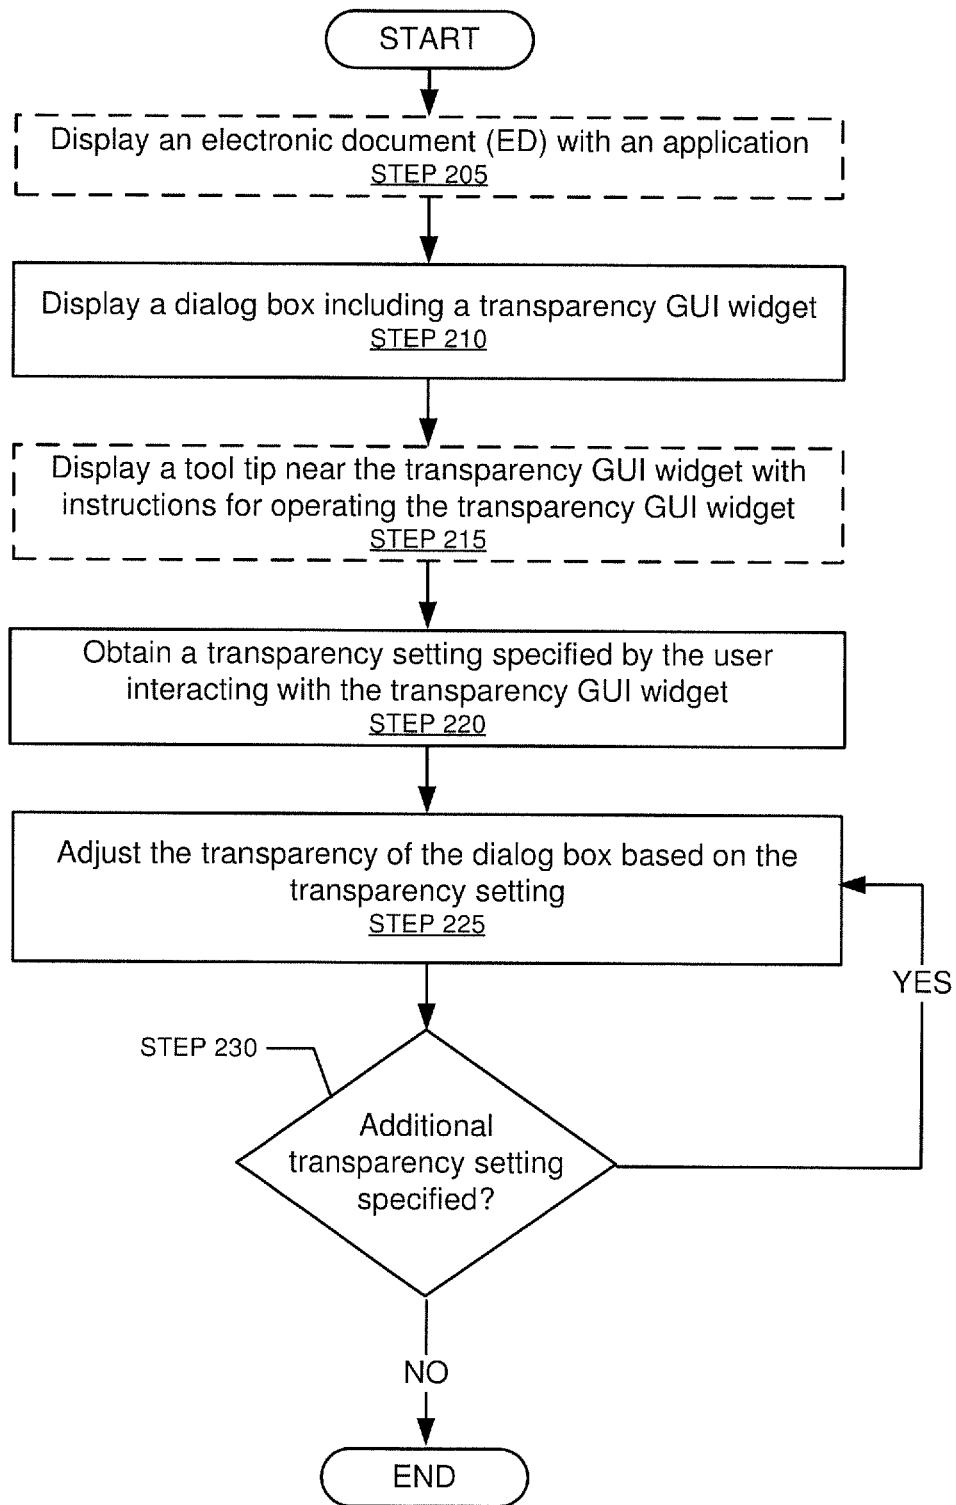 START
Display an electronic document (ED) with an application
STEP 205
Display a dialog box including a transparency GUI widget
STEP 210
Display a tool tip near the transparency GUI widget with
instructions for operating the transparency GUI widget
STEP 215
Obtain a transparency setting specified by the user
interacting with the transparency GUI widget
STEP 220
Adjust the transparency of the dialog box based on the
transparency setting
STEP 225
YES
STEP 230
Additional
transparency setting
specified?
NO
END